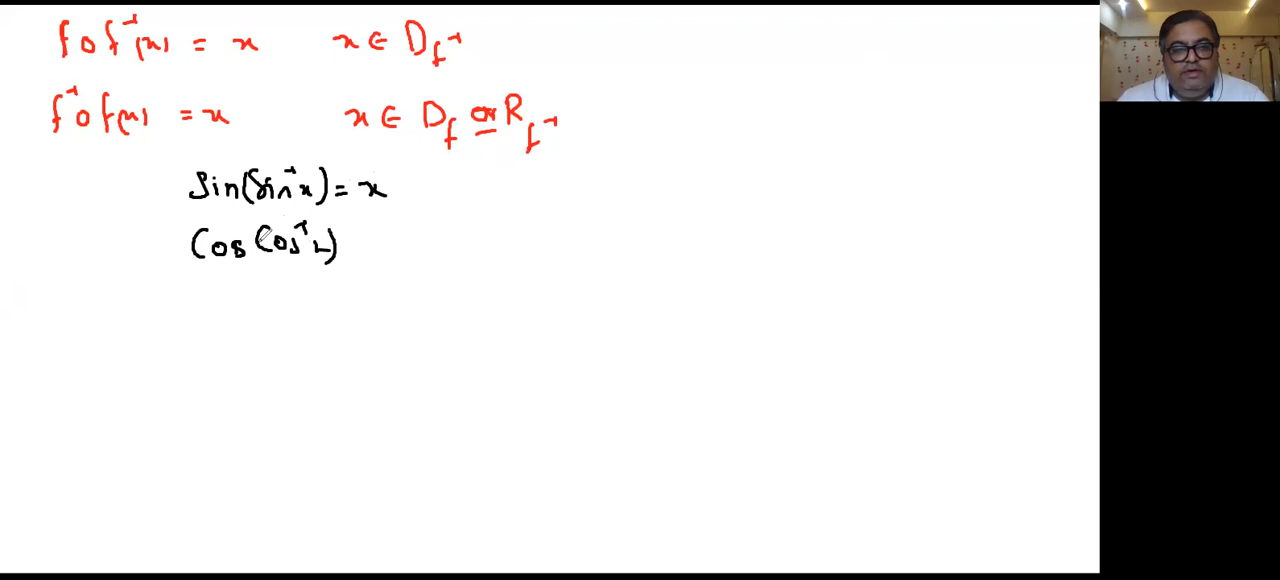 fof⁻¹(x) = x x ∈ D_f⁻¹
f⁻¹of(x) = x x ∈ D_f or R_f⁻¹
Sin(Sin⁻¹x) = x
Cos(Cos⁻¹x)